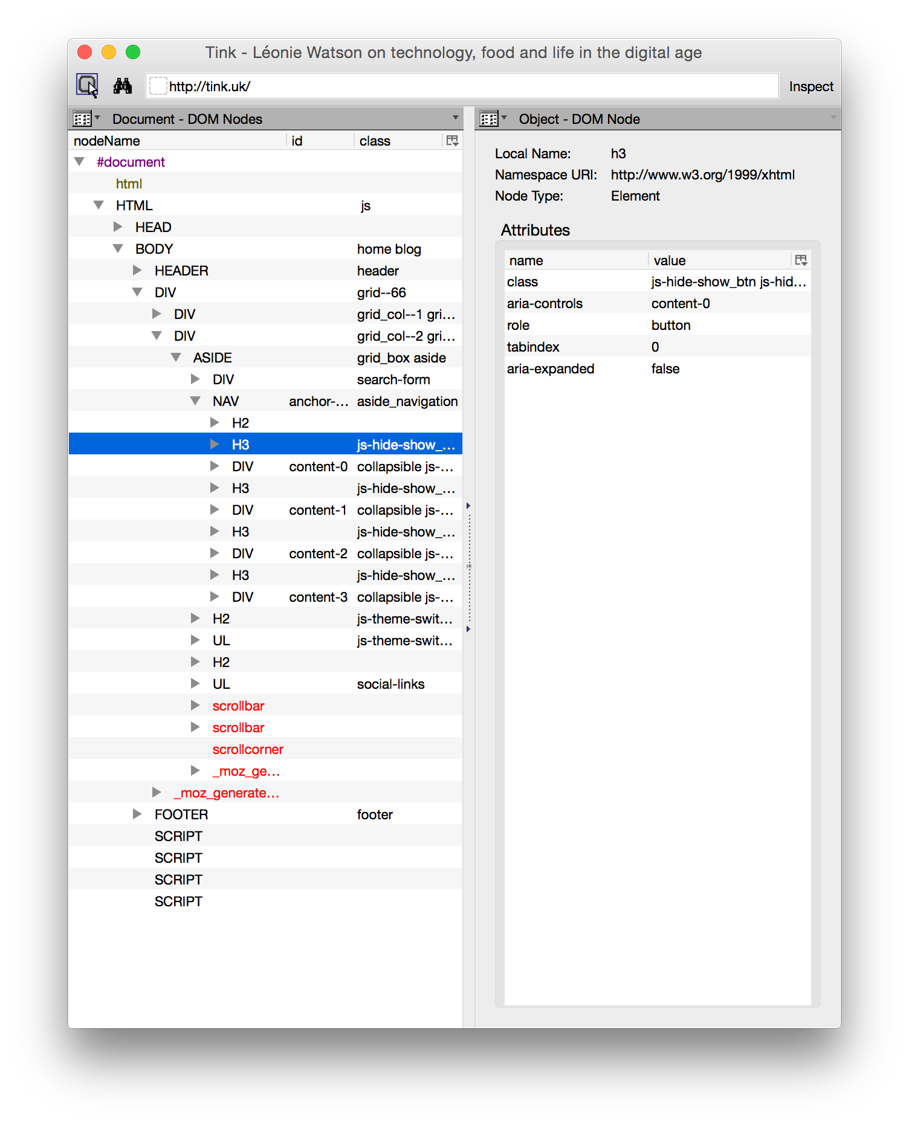 Tink - Léonie Watson on technology, food and life in the digital age
http://tink.uk/ Inspect
Document - DOM Nodes
nodeName id class
#document
html
HTML js
HEAD
BODY home blog
HEADER header
DIV grid--66
DIV grid_col--1 gri…
DIV grid_col--2 gri…
ASIDE grid_box aside
DIV search-form
NAV anchor-… aside_navigation
H2
H3 js-hide-show_…
DIV content-0 collapsible js-…
H3 js-hide-show_…
DIV content-1 collapsible js-…
H3 js-hide-show_…
DIV content-2 collapsible js-…
H3 js-hide-show_…
DIV content-3 collapsible js-…
H2 js-theme-swit…
UL js-theme-swit…
H2
UL social-links
scrollbar
scrollbar
scrollcorner
_moz_ge…
_moz_generate…
FOOTER footer
SCRIPT
SCRIPT
SCRIPT
SCRIPT
Object - DOM Node
Local Name: h3
Namespace URI: http://www.w3.org/1999/xhtml
Node Type: Element
Attributes
name value
class js-hide-show_btn js-hid…
aria-controls content-0
role button
tabindex 0
aria-expanded false